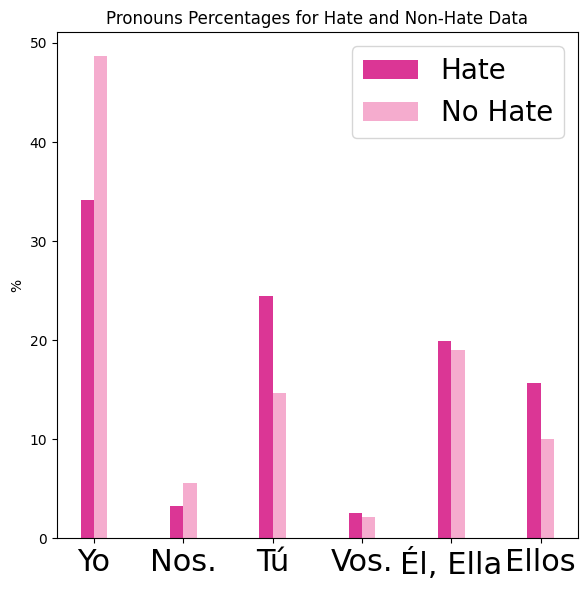 Pronouns Percentages for Hate and Non-Hate Data
Hate
No Hate
%
50
40
30
20
10
0
Yo
Nos.
Tú
Vos.
Él, Ella
Ellos